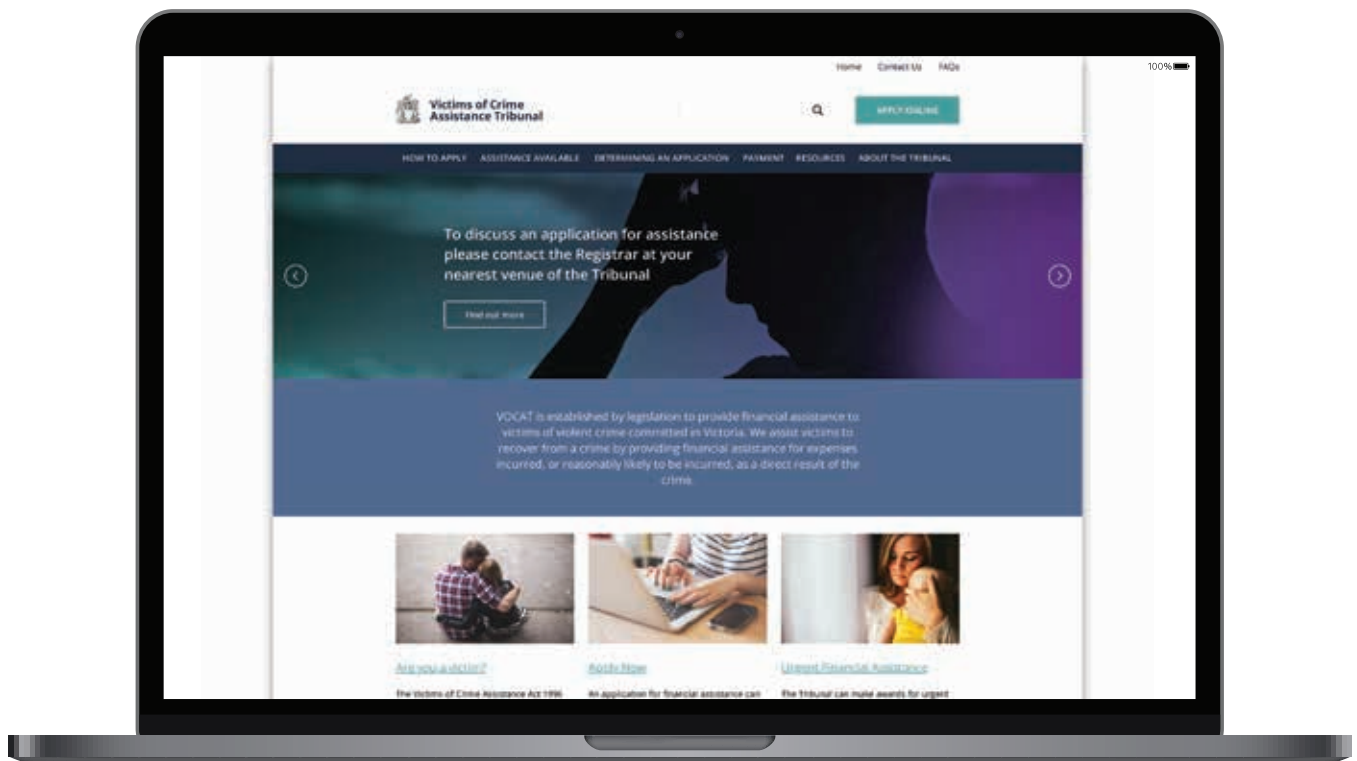 Home Contact Us FAQs
100%
Victims of Crime
Assistance Tribunal
APPLY ONLINE
HOW TO APPLY ASSISTANCE AVAILABLE DETERMINING AN APPLICATION PAYMENT RESOURCES ABOUT THE TRIBUNAL
To discuss an application for assistance
please contact the Registrar at your
nearest venue of the Tribunal
Find out more
VOCAT is established by legislation to provide financial assistance to
victims of violent crime committed in Victoria. We assist victims to
recover from a crime by providing financial assistance for expenses
incurred, or reasonably likely to be incurred, as a direct result of the
crime.
Are you a victim? Apply Now Urgent Financial Assistance
The Victims of Crime Assistance Act 1996 An application for financial assistance can The Tribunal can make awards for urgent